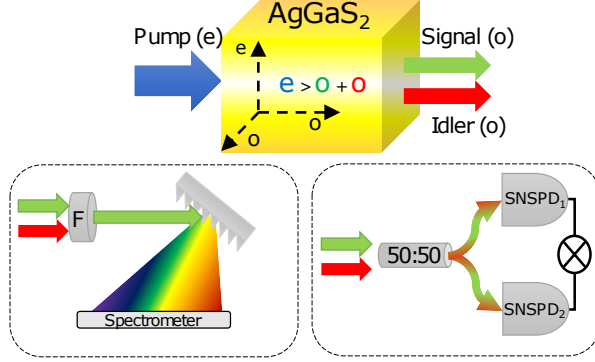 AgGaS₂
Pump (e)
Signal (o)
e
e > o + o
o
o
Idler (o)
F
Spectrometer
50:50
SNSPD₁
SNSPD₂